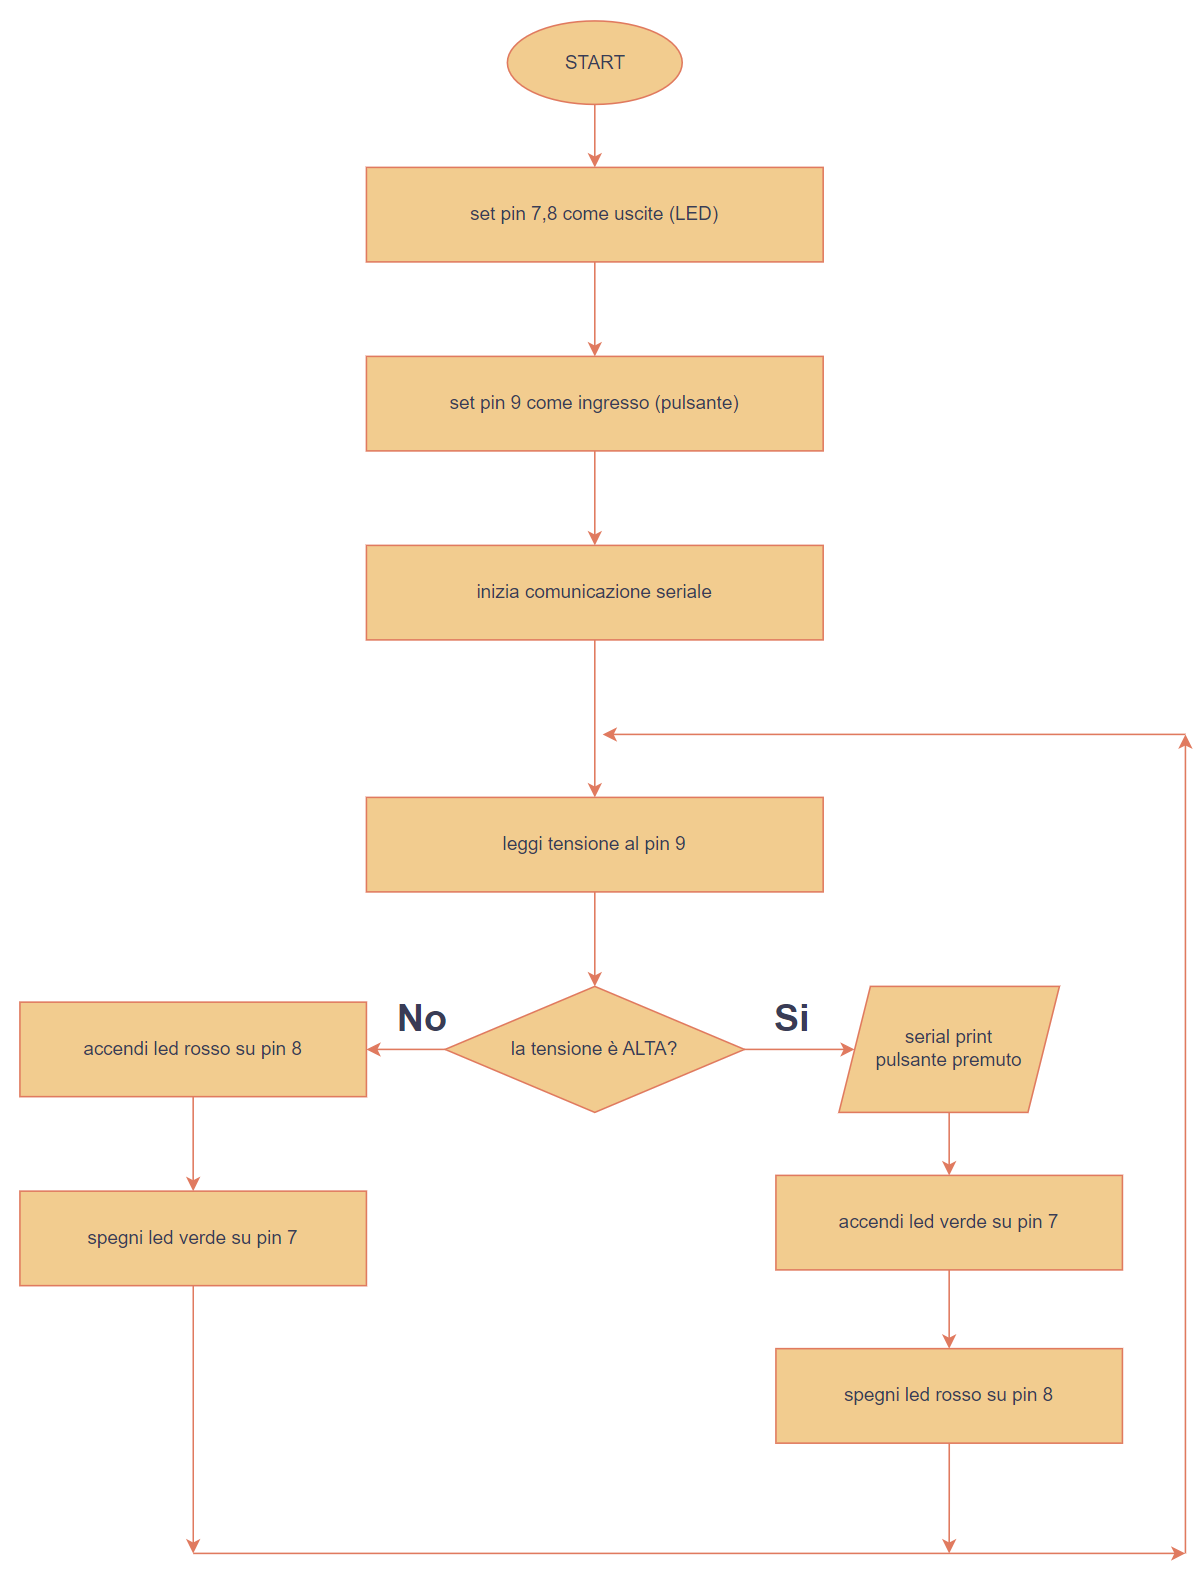 START
set pin 7,8 come uscite (LED)
set pin 9 come ingresso (pulsante)
inizia comunicazione seriale
leggi tensione al pin 9
No
Si
la tensione è ALTA?
accendi led rosso su pin 8
serial print
pulsante premuto
spegni led verde su pin 7
accendi led verde su pin 7
spegni led rosso su pin 8